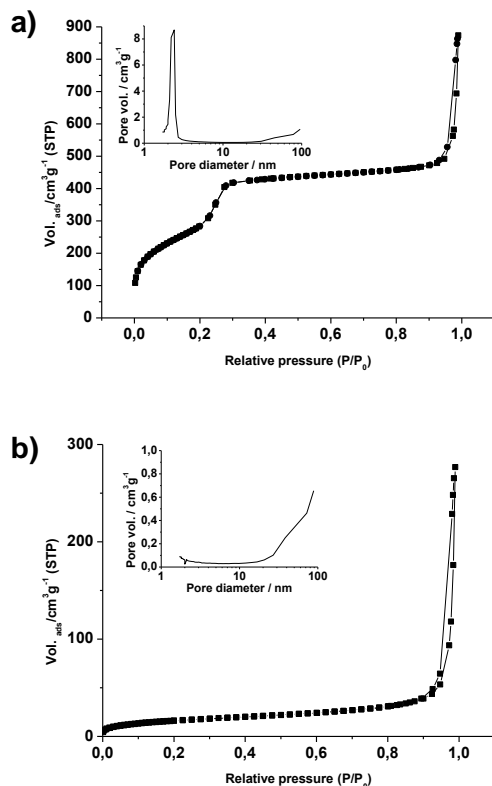 a)
900
800
700
600
500
400
300
200
100
0
Vol. ads/cm³g⁻¹ (STP)
8
6
4
2
0
Pore vol. / cm³g⁻¹
1 10 100
Pore diameter / nm
0,0 0,2 0,4 0,6 0,8 1,0
Relative pressure (P/P₀)
b)
300
200
100
0
Vol. ads/cm³g⁻¹ (STP)
1,0
0,8
0,6
0,4
0,2
0,0
Pore vol. / cm³g⁻¹
1 10 100
Pore diameter / nm
0,0 0,2 0,4 0,6 0,8 1,0
Relative pressure (P/P₀)